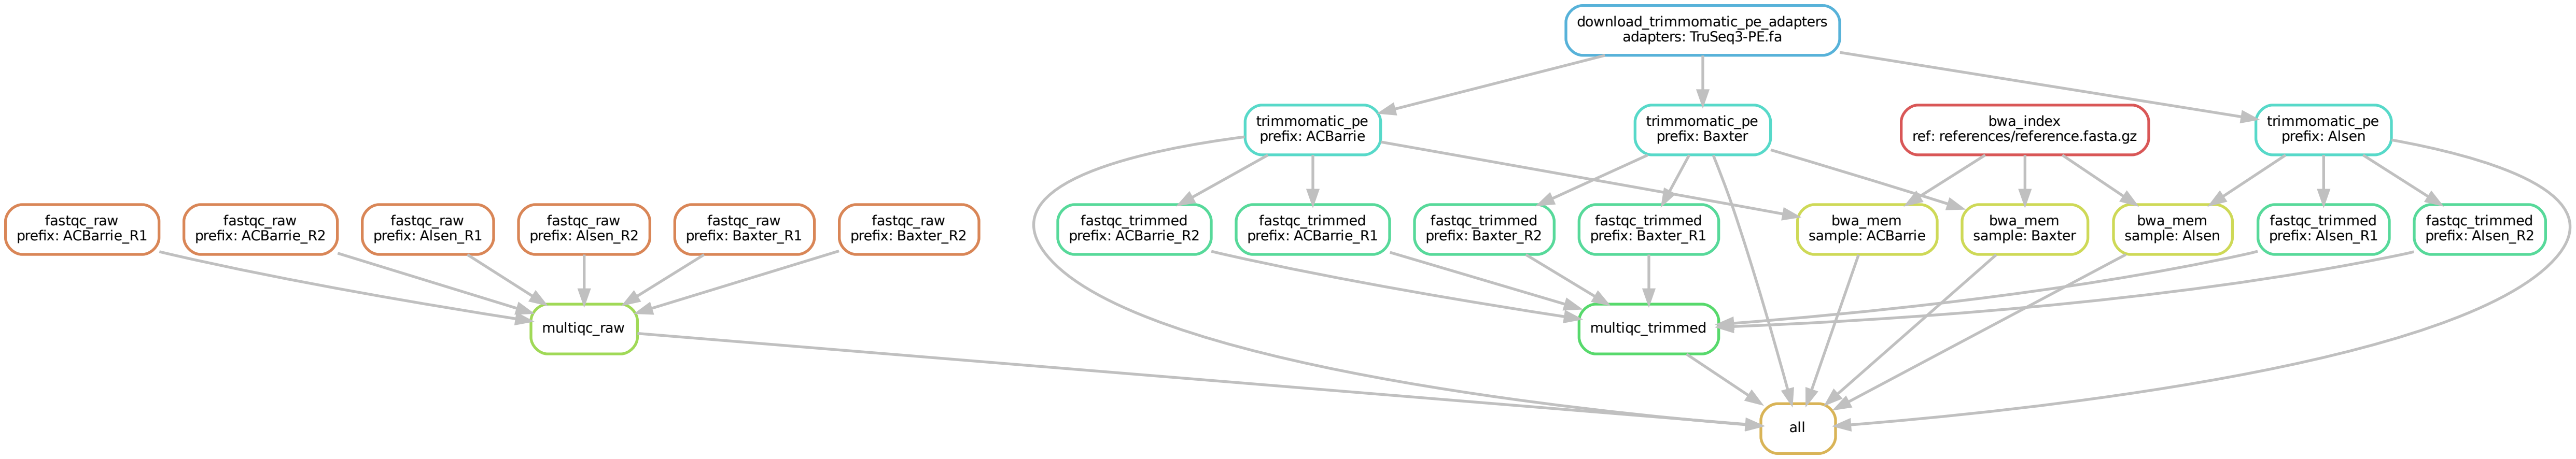 download_trimmomatic_pe_adapters
adapters: TruSeq3-PE.fa
trimmomatic_pe
prefix: ACBarrie
trimmomatic_pe
prefix: Baxter
bwa_index
ref: references/reference.fasta.gz
trimmomatic_pe
prefix: Alsen
fastqc_raw
prefix: ACBarrie_R1
fastqc_raw
prefix: ACBarrie_R2
fastqc_raw
prefix: Alsen_R1
fastqc_raw
prefix: Alsen_R2
fastqc_raw
prefix: Baxter_R1
fastqc_raw
prefix: Baxter_R2
fastqc_trimmed
prefix: ACBarrie_R2
fastqc_trimmed
prefix: ACBarrie_R1
fastqc_trimmed
prefix: Baxter_R2
fastqc_trimmed
prefix: Baxter_R1
bwa_mem
sample: ACBarrie
bwa_mem
sample: Baxter
bwa_mem
sample: Alsen
fastqc_trimmed
prefix: Alsen_R1
fastqc_trimmed
prefix: Alsen_R2
multiqc_raw
multiqc_trimmed
all